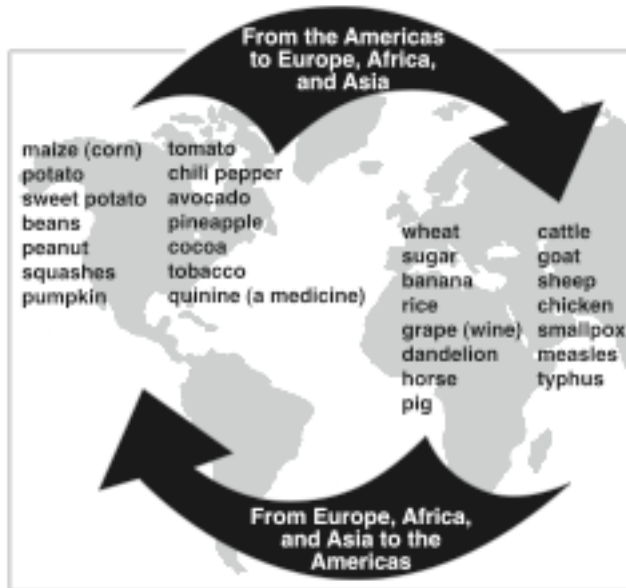 From the Americas
to Europe, Africa,
and Asia
maize (corn)
potato
sweet potato
beans
peanut
squashes
pumpkin
tomato
chili pepper
avocado
pineapple
cocoa
tobacco
quinine (a medicine)
wheat
sugar
banana
rice
grape (wine)
dandelion
horse
pig
cattle
goat
sheep
chicken
smallpox
measles
typhus
From Europe, Africa,
and Asia to the
Americas